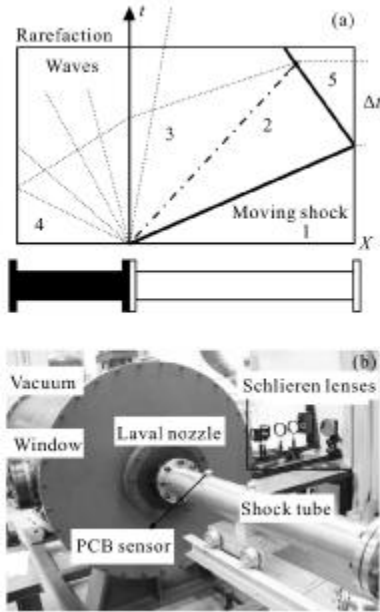 t
(a)
Rarefaction
Waves
5
Δt
3
2
4
Moving shock
1
X
(b)
Vacuum
Schlieren lenses
Laval nozzle
Window
Shock tube
PCB sensor